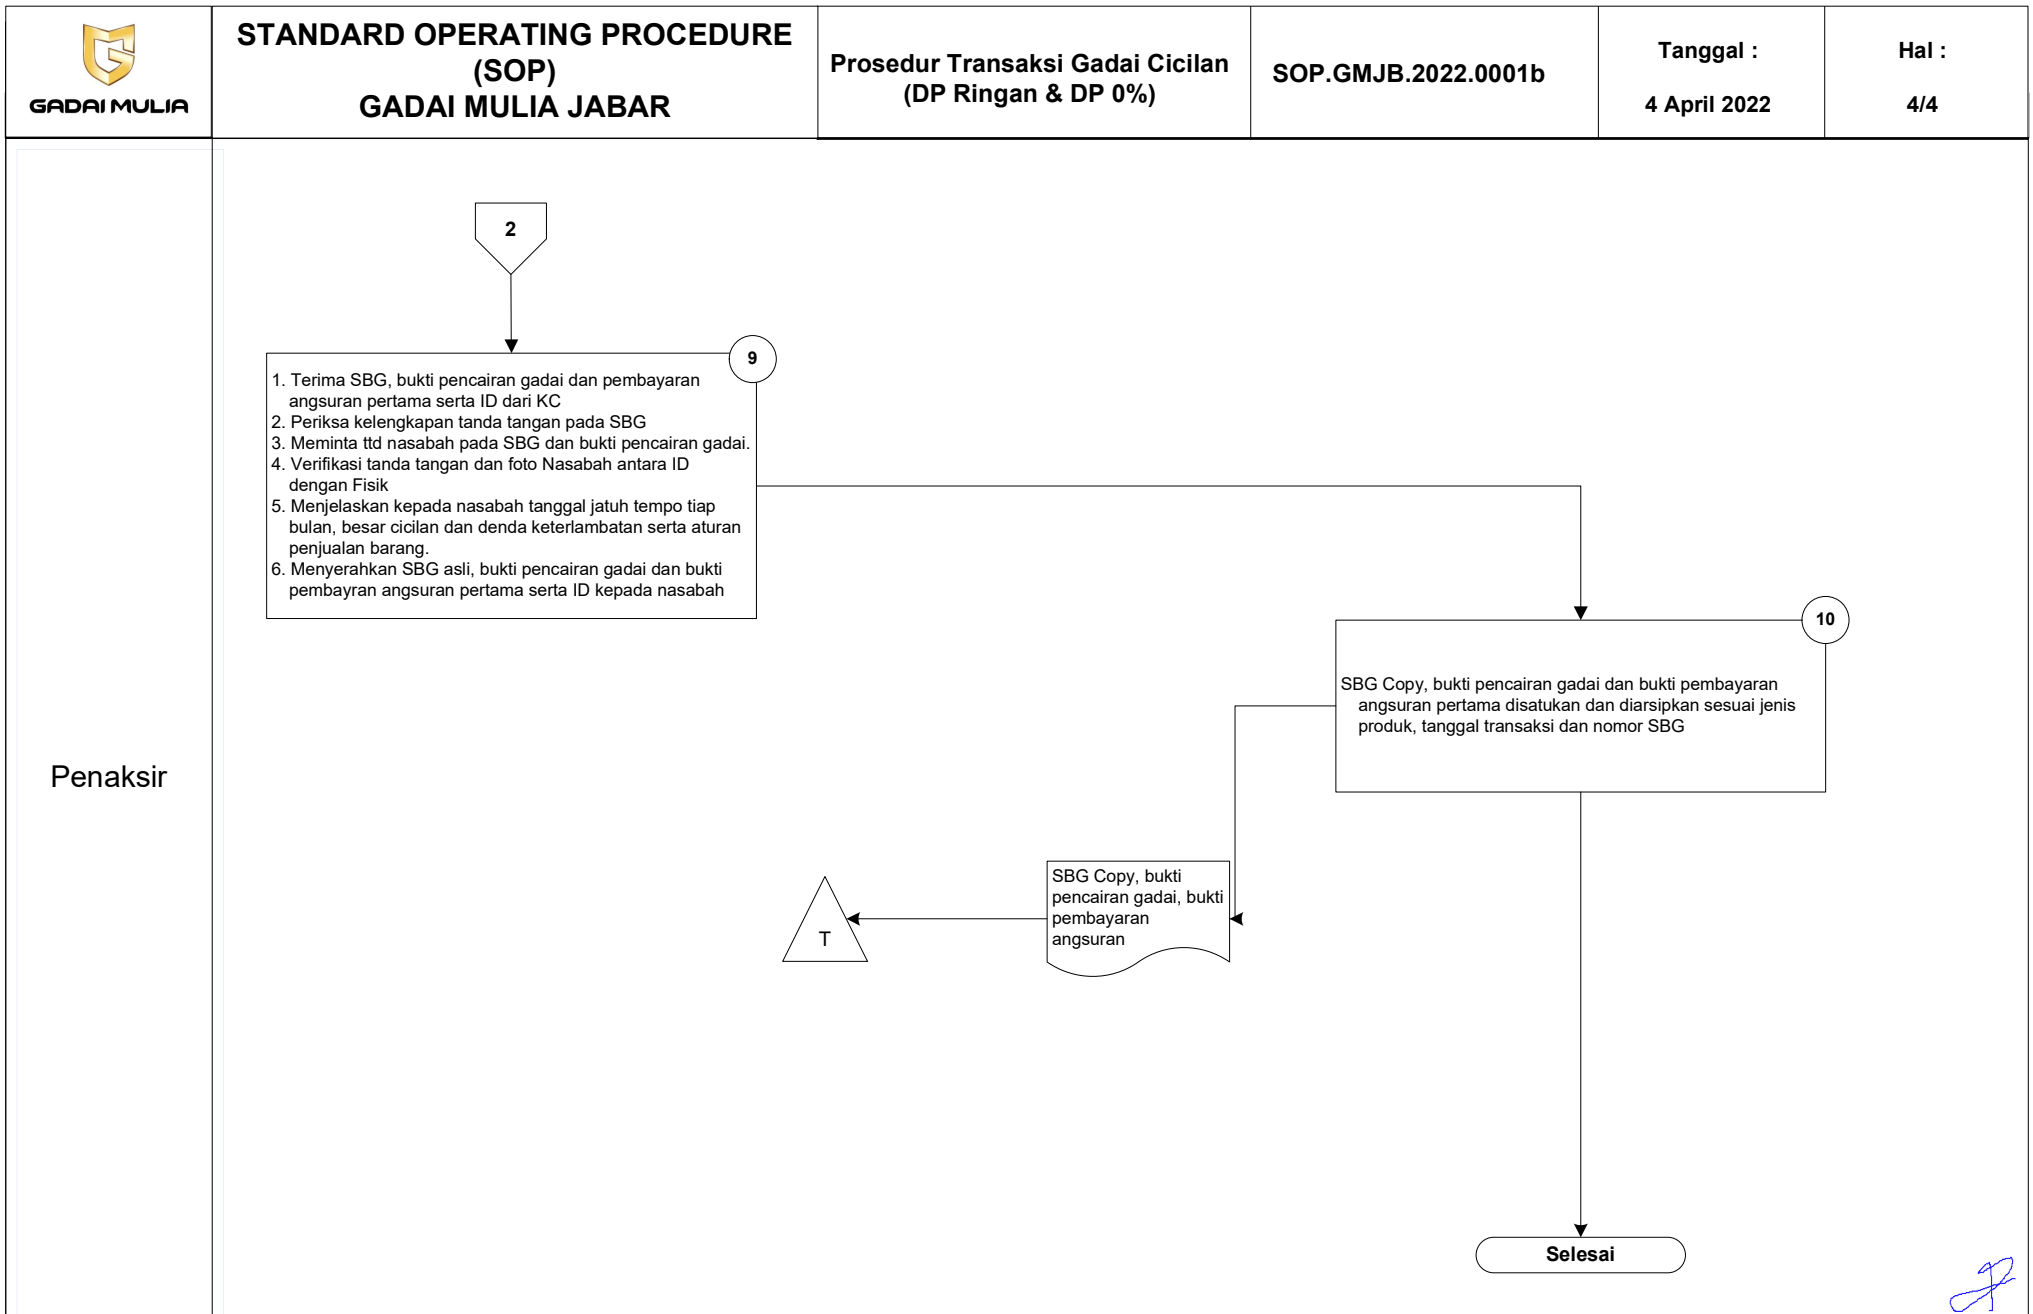 GADAI MULIA
STANDARD OPERATING PROCEDURE
(SOP)
GADAI MULIA JABAR
Prosedur Transaksi Gadai Cicilan
(DP Ringan & DP 0%)
SOP.GMJB.2022.0001b
Tanggal :
4 April 2022
Hal :
4/4
Penaksir
2
9
1. Terima SBG, bukti pencairan gadai dan pembayaran
angsuran pertama serta ID dari KC
2. Periksa kelengkapan tanda tangan pada SBG
3. Meminta ttd nasabah pada SBG dan bukti pencairan gadai.
4. Verifikasi tanda tangan dan foto Nasabah antara ID
dengan Fisik
5. Menjelaskan kepada nasabah tanggal jatuh tempo tiap
bulan, besar cicilan dan denda keterlambatan serta aturan
penjualan barang.
6. Menyerahkan SBG asli, bukti pencairan gadai dan bukti
pembayran angsuran pertama serta ID kepada nasabah
10
SBG Copy, bukti pencairan gadai dan bukti pembayaran
angsuran pertama disatukan dan diarsipkan sesuai jenis
produk, tanggal transaksi dan nomor SBG
SBG Copy, bukti
pencairan gadai, bukti
pembayaran
angsuran
T
Selesai